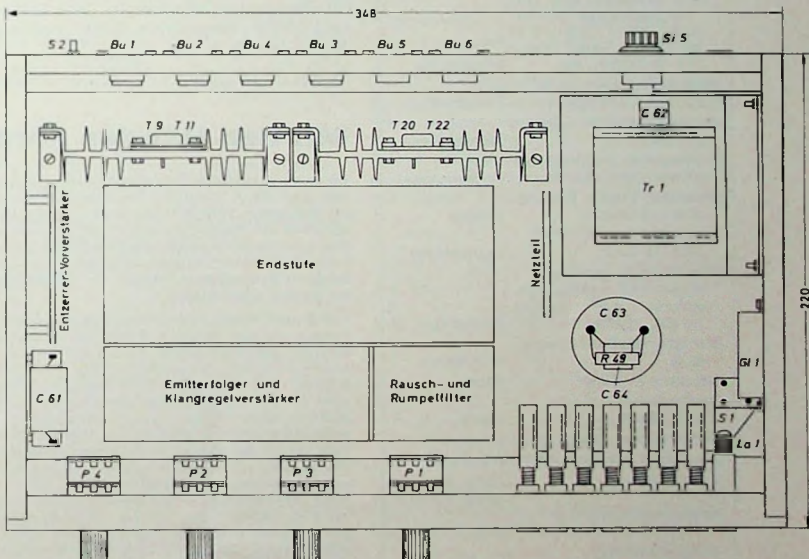 348
S2
Bu 1
Bu 2
Bu 4
Bu 3
Bu 5
Bu 6
Si 5
T 9 T 11
T 20 T 22
C 62
Tr 1
Entzerrer-Vorverstärker
Endstufe
Netzteil
220
C 63
R 49
C 64
Gl 1
S 1
La 1
C 61
Emitterfolger und
Klangregelverstärker
Rausch- und
Rumpelfilter
P 4
P 2
P 3
P 1